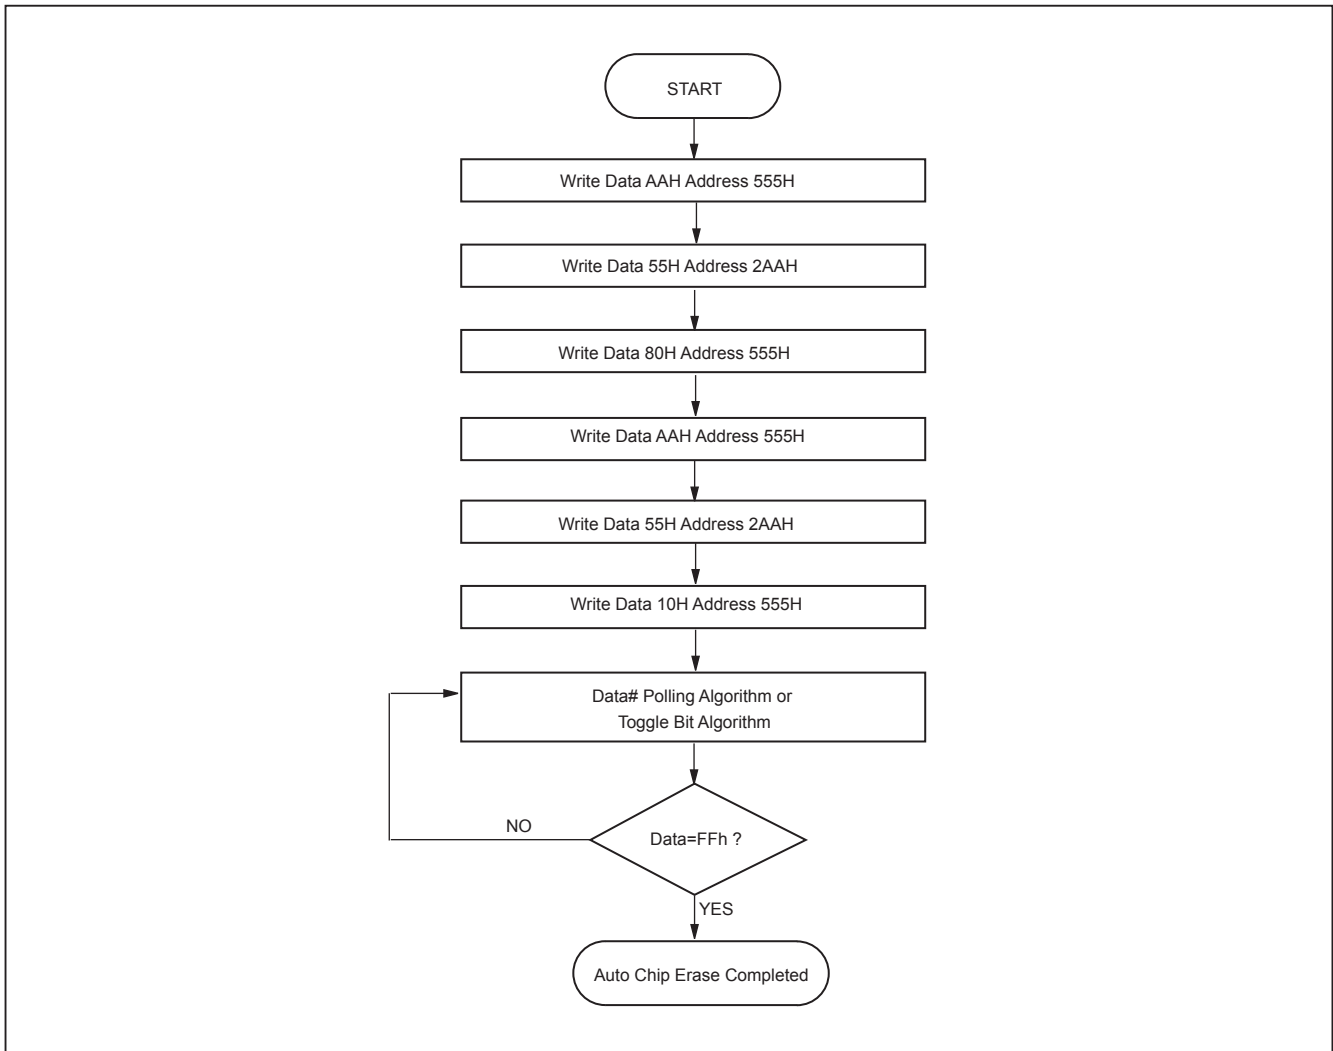 START
Write Data AAH Address 555H
Write Data 55H Address 2AAH
Write Data 80H Address 555H
Write Data AAH Address 555H
Write Data 55H Address 2AAH
Write Data 10H Address 555H
Data# Polling Algorithm or
Toggle Bit Algorithm
NO
Data=FFh ?
YES
Auto Chip Erase Completed